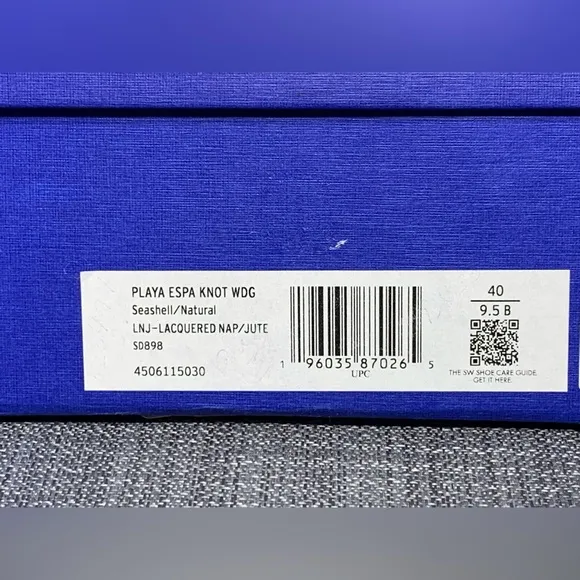 PLAYA ESPA KNOT WDG
Seashell/Natural
LNJ-LACQUERED NAP/JUTE
SD898
4506115030
1 96035 87026 5
UPC
40
9.5 B
THE SW SHOE CARE GUIDE.
GET IT HERE.